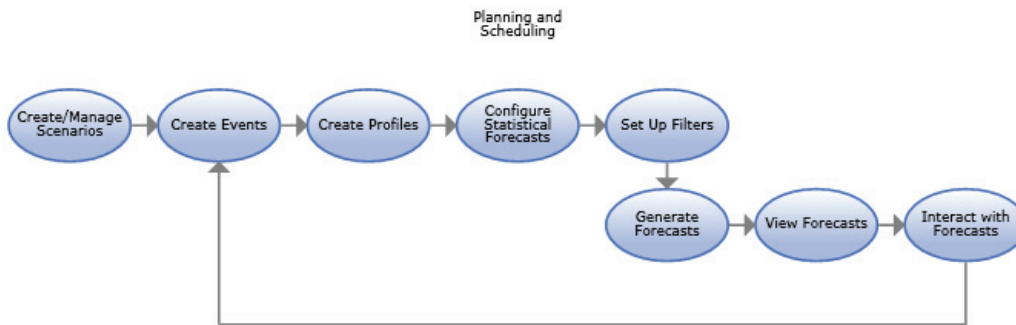 Planning and
Scheduling
Create/Manage
Scenarios
Create Events
Create Profiles
Configure
Statistical
Forecasts
Set Up Filters
Generate
Forecasts
View Forecasts
Interact with
Forecasts